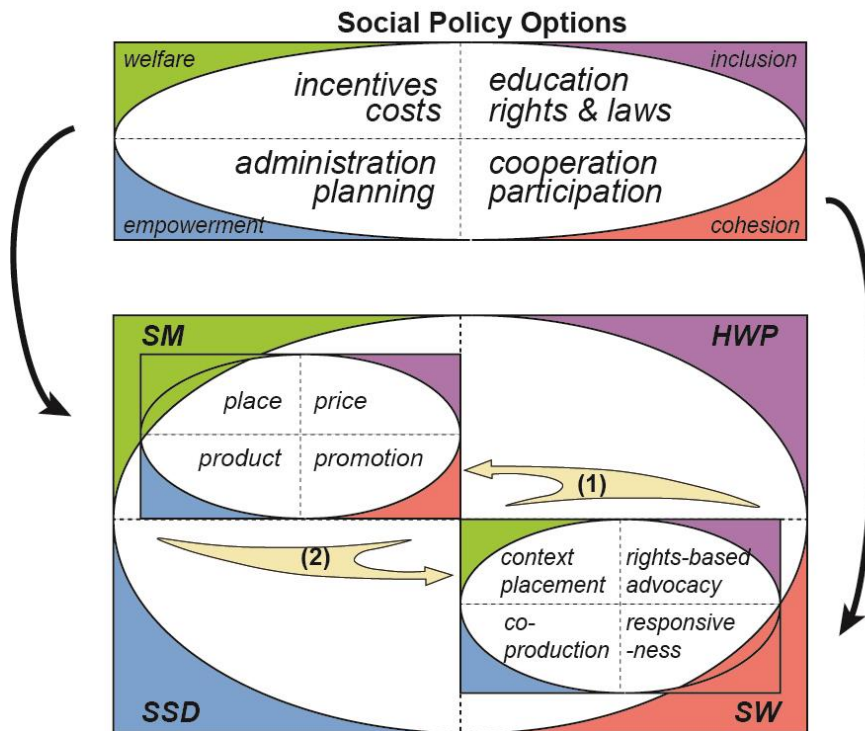 Social Policy Options
welfare
inclusion
incentives
costs
education
rights & laws
administration
planning
cooperation
participation
empowerment
cohesion
SM
HWP
place
price
product
promotion
(1)
(2)
context
placement
rights-based
advocacy
co-
production
responsive
-ness
SSD
SW